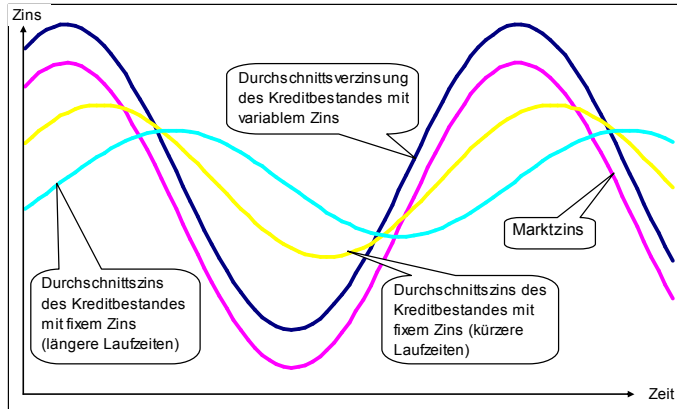 Zins
Durchschnittsverzinsung
des Kreditbestandes mit
variablem Zins
Marktzins
Durchschnittszins
des Kreditbestandes
mit fixem Zins
(längere Laufzeiten)
Durchschnittszins des
Kreditbestandes mit
fixem Zins (kürzere
Laufzeiten)
Zeit